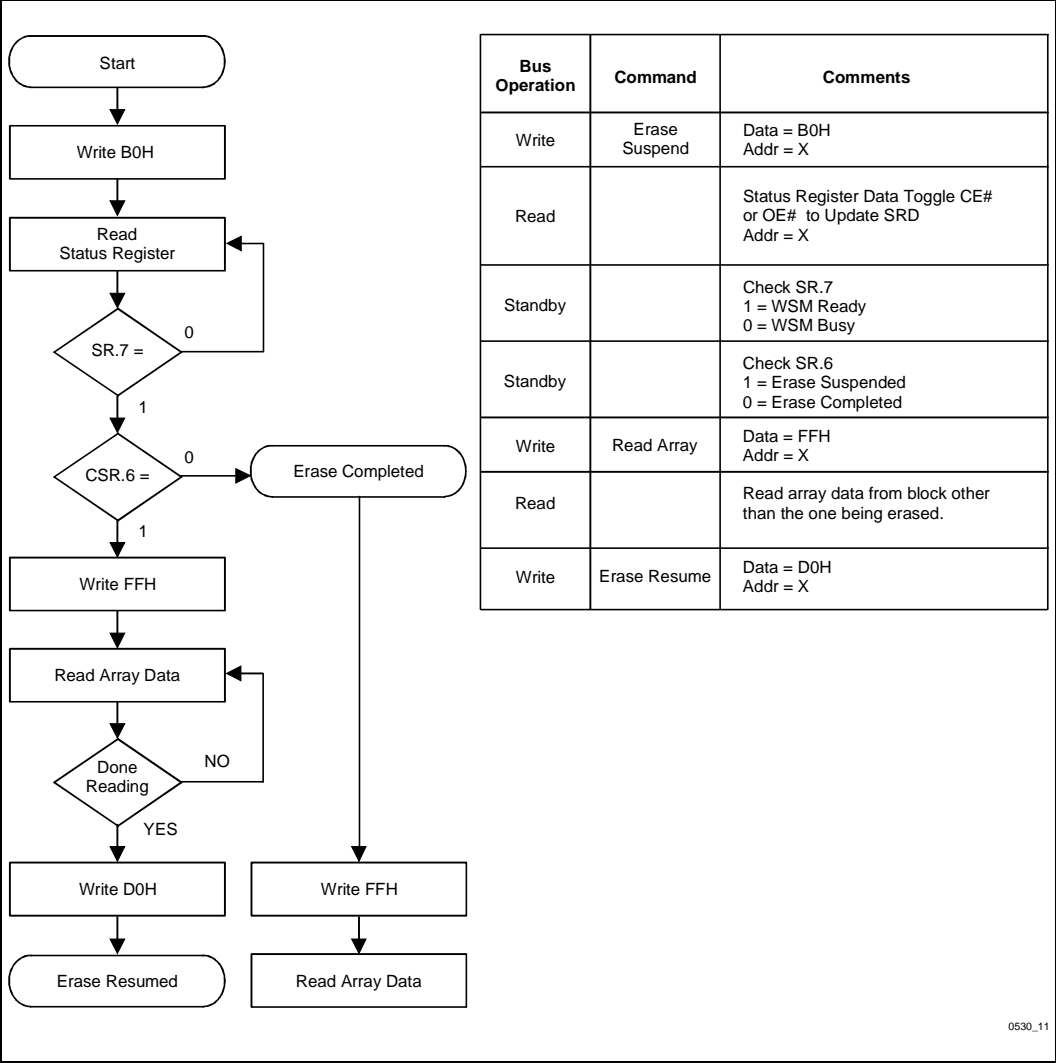 Start
Write B0H
Read
Status Register
0
SR.7 =
1
0
CSR.6 =
Erase Completed
1
Write FFH
Read Array Data
NO
Done
Reading
YES
Write D0H
Write FFH
Erase Resumed
Read Array Data
Bus
Operation
Command
Comments
Write
Erase
Suspend
Data = B0H
Addr = X
Read
Status Register Data Toggle CE#
or OE# to Update SRD
Addr = X
Standby
Check SR.7
1 = WSM Ready
0 = WSM Busy
Standby
Check SR.6
1 = Erase Suspended
0 = Erase Completed
Write
Read Array
Data = FFH
Addr = X
Read
Read array data from block other
than the one being erased.
Write
Erase Resume
Data = D0H
Addr = X
0530_11